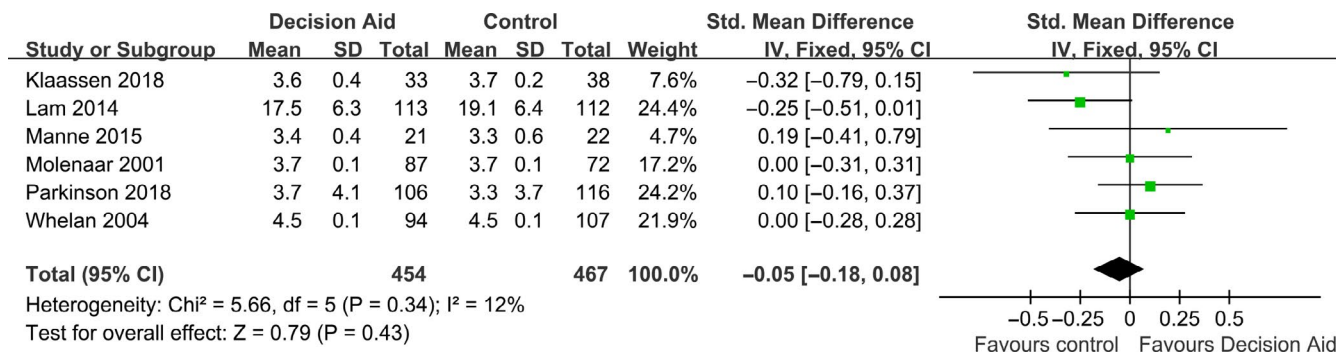 Decision Aid Control Std. Mean Difference Std. Mean Difference
Study or Subgroup Mean SD Total Mean SD Total Weight IV, Fixed, 95% CI IV, Fixed, 95% CI
Klaassen 2018 3.6 0.4 33 3.7 0.2 38 7.6% −0.32 [−0.79, 0.15]
Lam 2014 17.5 6.3 113 19.1 6.4 112 24.4% −0.25 [−0.51, 0.01]
Manne 2015 3.4 0.4 21 3.3 0.6 22 4.7% 0.19 [−0.41, 0.79]
Molenaar 2001 3.7 0.1 87 3.7 0.1 72 17.2% 0.00 [−0.31, 0.31]
Parkinson 2018 3.7 4.1 106 3.3 3.7 116 24.2% 0.10 [−0.16, 0.37]
Whelan 2004 4.5 0.1 94 4.5 0.1 107 21.9% 0.00 [−0.28, 0.28]
Total (95% CI) 454 467 100.0% −0.05 [−0.18, 0.08]
Heterogeneity: Chi² = 5.66, df = 5 (P = 0.34); I² = 12%
Test for overall effect: Z = 0.79 (P = 0.43)
−0.5 −0.25 0 0.25 0.5
Favours control Favours Decision Aid